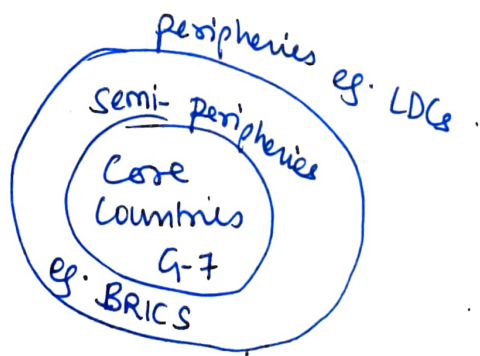 peripheries eg. LDCs.
Semi- peripheries
Core
Countries
G-7
eg. BRICS